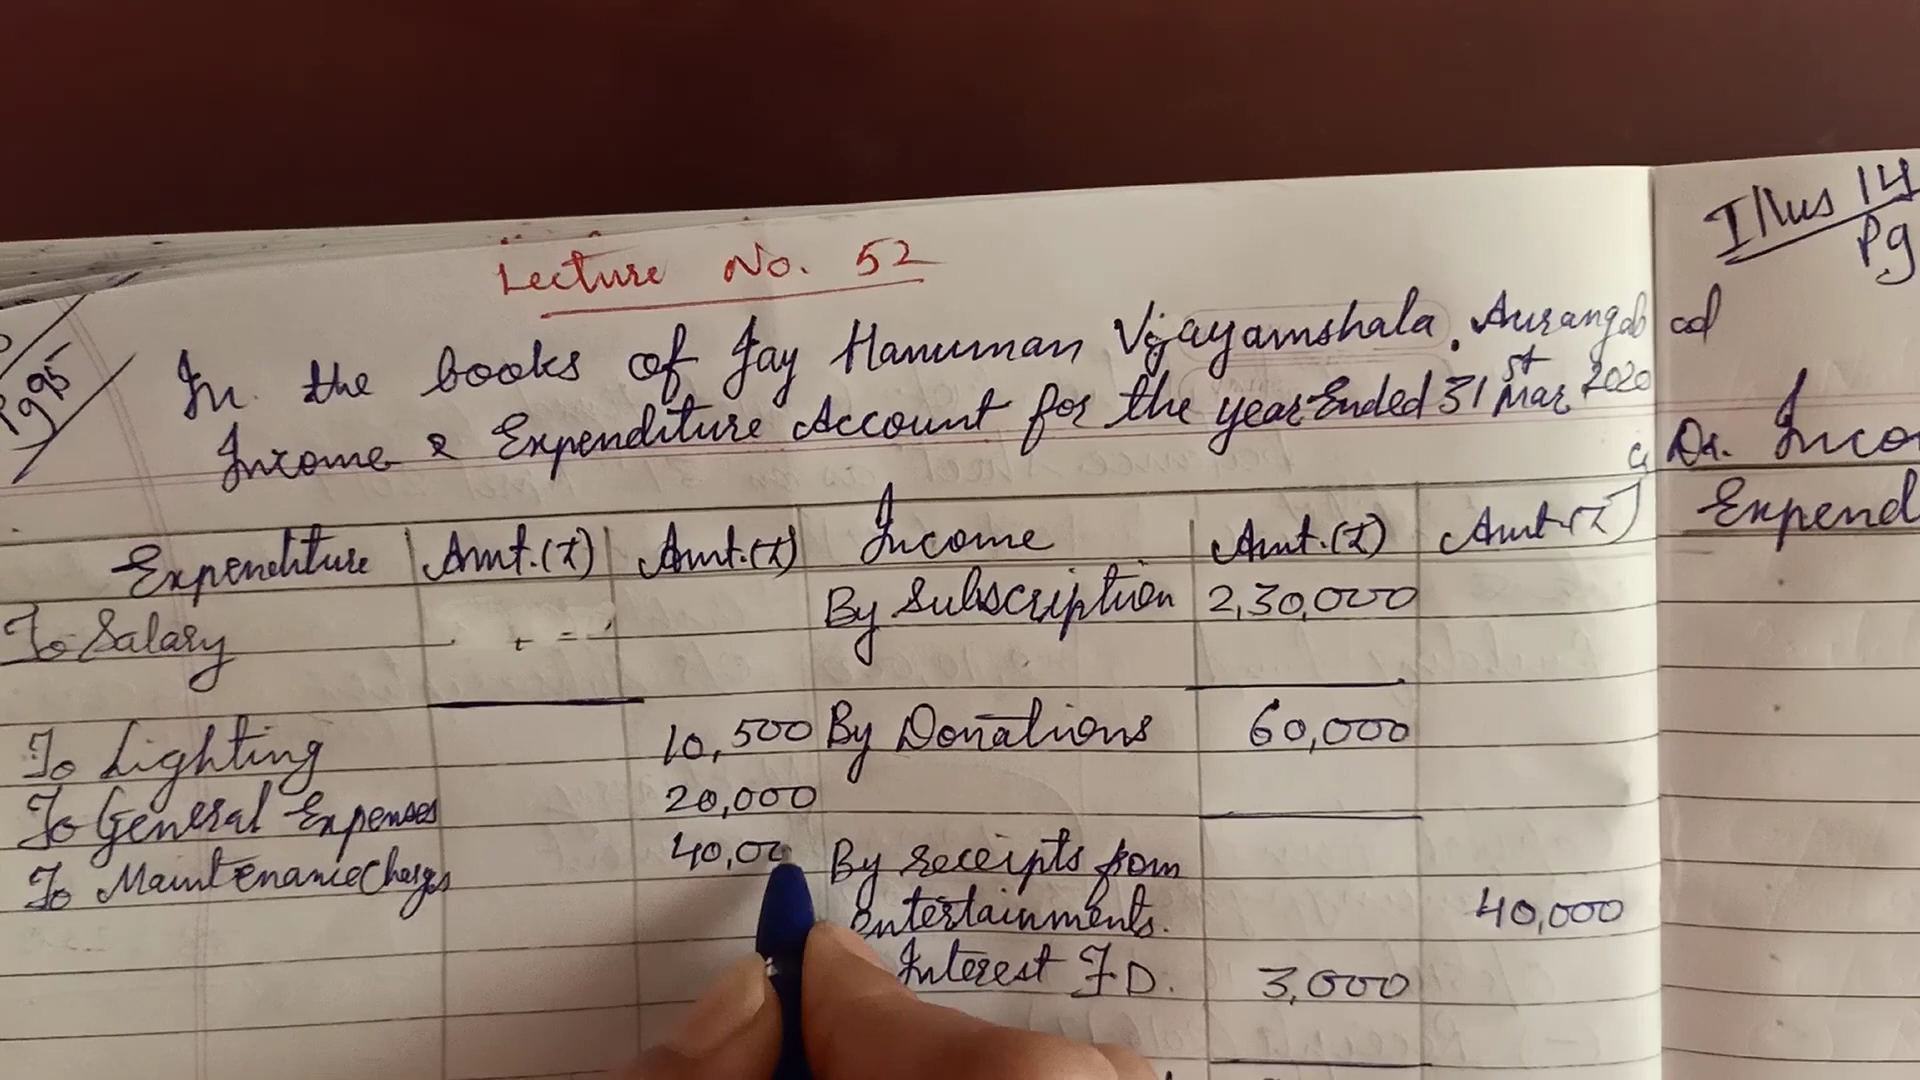 Lecture No. 52
Pg 95
In the books of Jay Hanuman Vyayamshala. Aurangabad
Income & Expenditure Account for the year Ended 31st Mar 2020
Expenditure Amt.(₹) Amt.(₹) Income Amt.(₹) Amt.(₹)
To Salary By Subscription 2,30,000
To Lighting 10,500 By Donations 60,000
To General Expenses 20,000
To Maintenance Charges 40,00 By receipts from
entertainments. 40,000
Interest F.D. 3,000
Illus 14
Pg
Dr. Inco
Expend